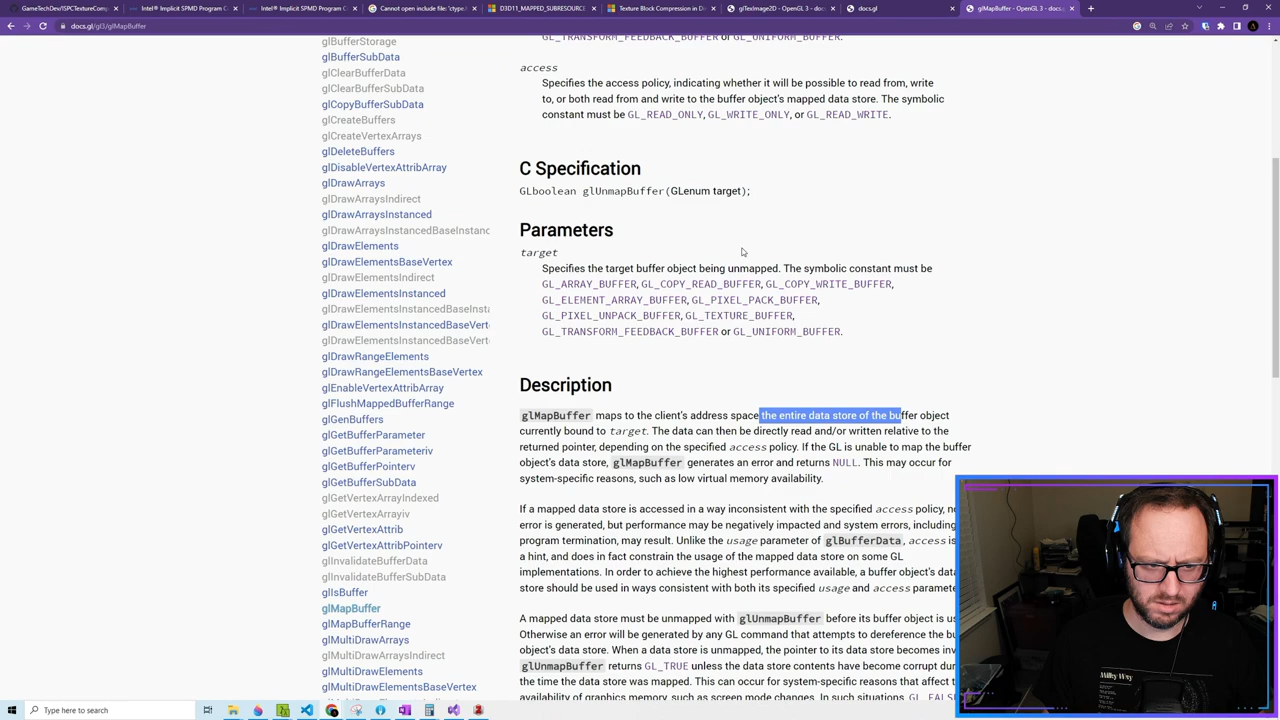 GameTechDev/ISPCTextureComp
Intel® Implicit SPMD Program C
Intel® Implicit SPMD Program C
Cannot open include file: 'ctype.
D3D11_MAPPED_SUBRESOURCE
Texture Block Compression in D
glTexImage2D - OpenGL 3 - docs
docs.gl
glMapBuffer - OpenGL 3 - docs.g
docs.gl/gl3/glMapBuffer
glBufferStorage
glBufferSubData
glClearBufferData
glClearBufferSubData
glCopyBufferSubData
glCreateBuffers
glCreateVertexArrays
glDeleteBuffers
glDisableVertexAttribArray
glDrawArrays
glDrawArraysIndirect
glDrawArraysInstanced
glDrawArraysInstancedBaseInstanc
glDrawElements
glDrawElementsBaseVertex
glDrawElementsIndirect
glDrawElementsInstanced
glDrawElementsInstancedBaseInsta
glDrawElementsInstancedBaseVert
glDrawElementsInstancedBaseVert
glDrawRangeElements
glDrawRangeElementsBaseVertex
glEnableVertexAttribArray
glFlushMappedBufferRange
glGenBuffers
glGetBufferParameter
glGetBufferParameteriv
glGetBufferPointerv
glGetBufferSubData
glGetVertexArrayIndexed
glGetVertexArrayiv
glGetVertexAttrib
glGetVertexAttribPointerv
glInvalidateBufferData
glInvalidateBufferSubData
glIsBuffer
glMapBuffer
glMapBufferRange
glMultiDrawArrays
glMultiDrawArraysIndirect
glMultiDrawElements
glMultiDrawElementsBaseVertex
GL_TRANSFORM_FEEDBACK_BUFFER or GL_UNIFORM_BUFFER.
access
Specifies the access policy, indicating whether it will be possible to read from, write
to, or both read from and write to the buffer object's mapped data store. The symbolic
constant must be GL_READ_ONLY, GL_WRITE_ONLY, or GL_READ_WRITE.
C Specification
GLboolean glUnmapBuffer(GLenum target);
Parameters
target
Specifies the target buffer object being unmapped. The symbolic constant must be
GL_ARRAY_BUFFER, GL_COPY_READ_BUFFER, GL_COPY_WRITE_BUFFER,
GL_ELEMENT_ARRAY_BUFFER, GL_PIXEL_PACK_BUFFER,
GL_PIXEL_UNPACK_BUFFER, GL_TEXTURE_BUFFER,
GL_TRANSFORM_FEEDBACK_BUFFER or GL_UNIFORM_BUFFER.
Description
glMapBuffer maps to the client's address space the entire data store of the buffer object
currently bound to target. The data can then be directly read and/or written relative to the
returned pointer, depending on the specified access policy. If the GL is unable to map the buffer
object's data store, glMapBuffer generates an error and returns NULL. This may occur for
system-specific reasons, such as low virtual memory availability.
If a mapped data store is accessed in a way inconsistent with the specified access policy, no
error is generated, but performance may be negatively impacted and system errors, including
program termination, may result. Unlike the usage parameter of glBufferData, access is
a hint, and does in fact constrain the usage of the mapped data store on some GL
implementations. In order to achieve the highest performance available, a buffer object's data
store should be used in ways consistent with both its specified usage and access paramete
A mapped data store must be unmapped with glUnmapBuffer before its buffer object is us
Otherwise an error will be generated by any GL command that attempts to dereference the bu
object's data store. When a data store is unmapped, the pointer to its data store becomes inv
glUnmapBuffer returns GL_TRUE unless the data store contents have become corrupt durin
the time the data store was mapped. This can occur for system-specific reasons that affect t
availability of graphics memory, such as screen mode changes. In such situations, GL_FALS
Milky Way
Type here to search